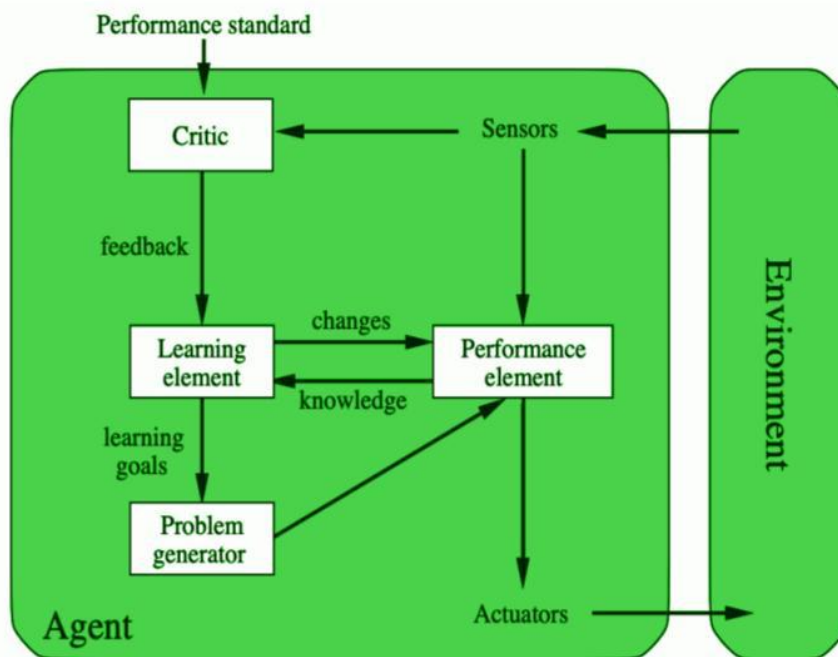 Performance standard
Critic
Sensors
feedback
changes
Learning
element
Performance
element
knowledge
learning
goals
Problem
generator
Agent
Actuators
Environment